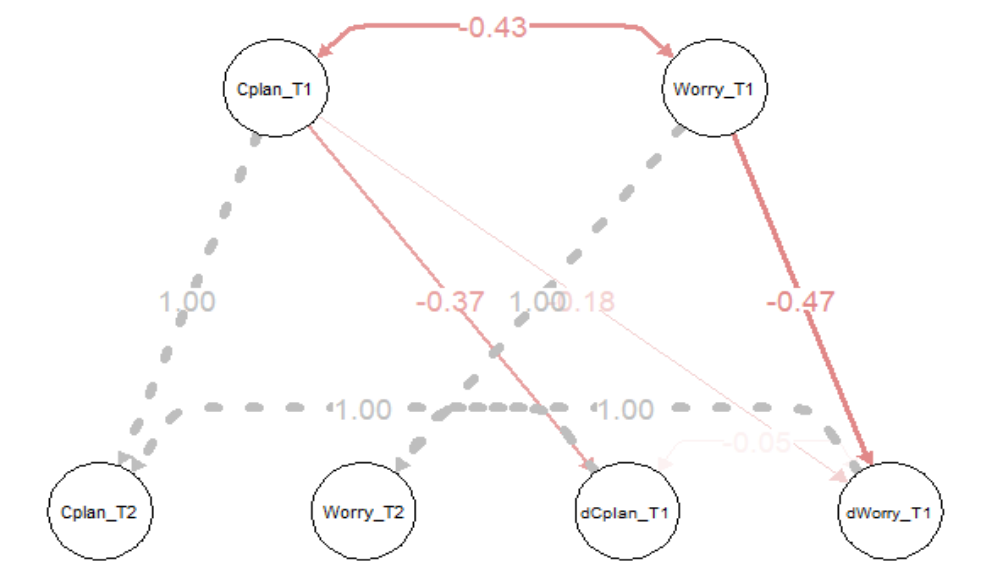 -0.43
Cplan_T1 Worry_T1
1.00 -0.37 1.00 -0.18 -0.47
1.00 1.00
-0.05
Cplan_T2 Worry_T2 dCplan_T1 dWorry_T1